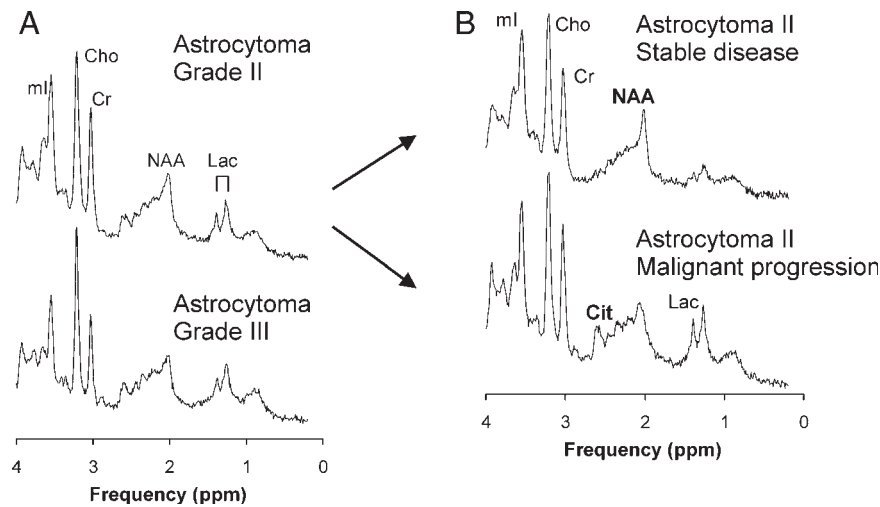 A
Astrocytoma
Grade II
Cho
mI
Cr
NAA
Lac
Astrocytoma
Grade III
4 3 2 1 0
Frequency (ppm)
B
mI
Cho
Astrocytoma II
Stable disease
Cr
NAA
Astrocytoma II
Malignant progression
Cit
Lac
4 3 2 1 0
Frequency (ppm)